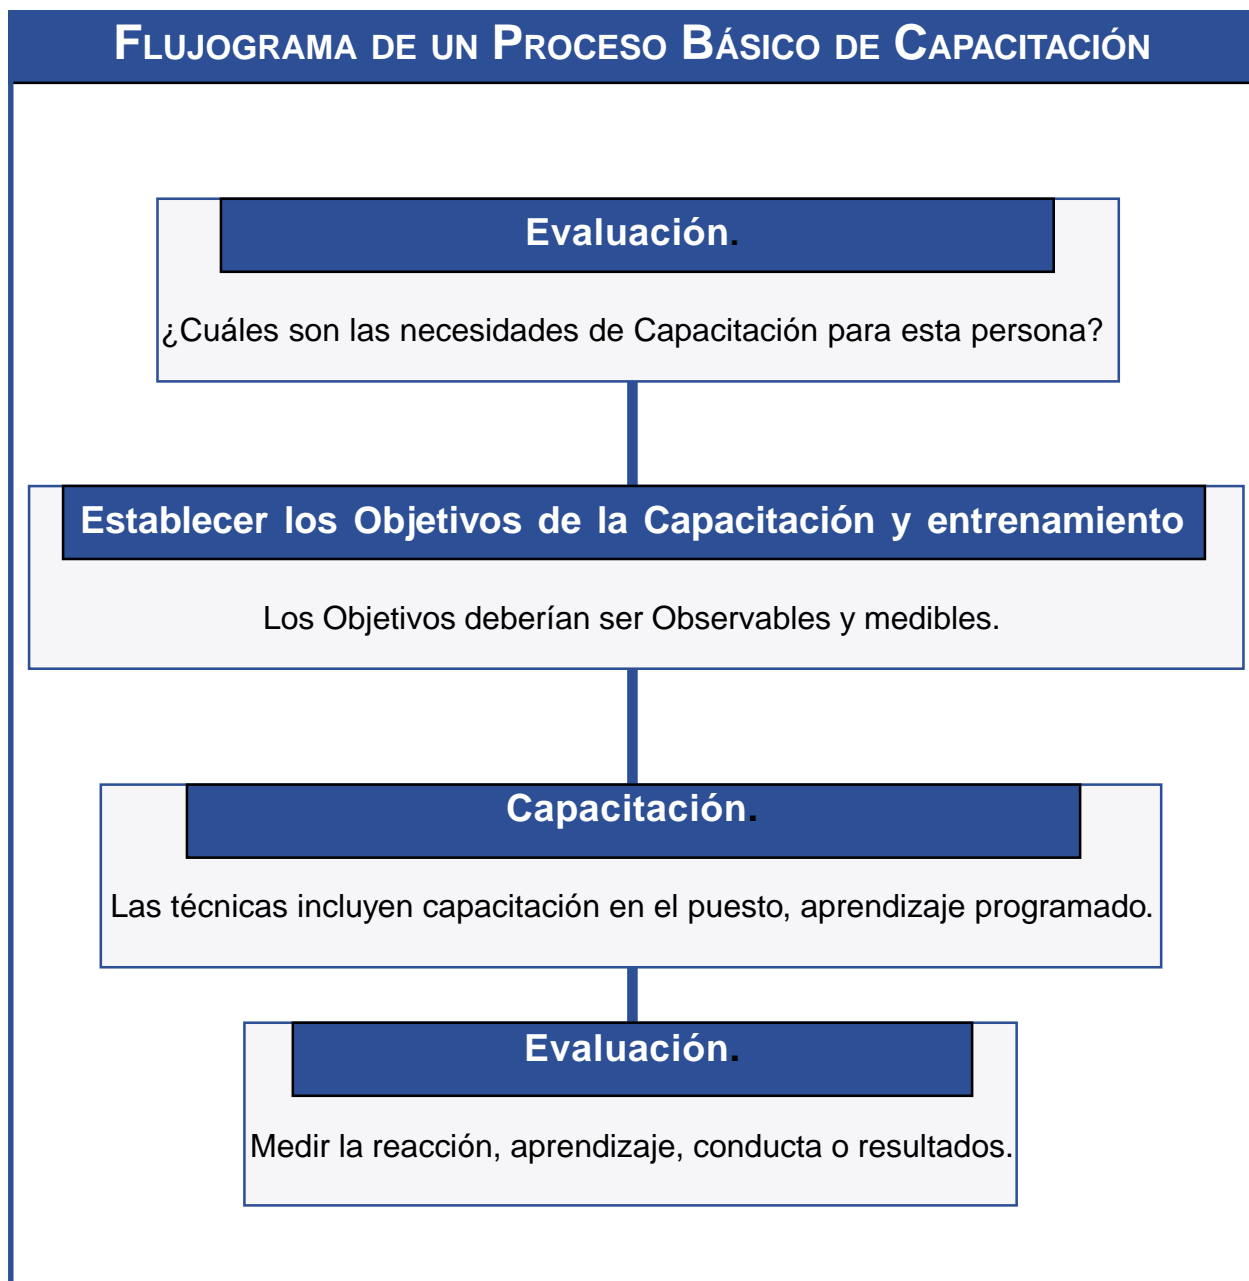 FLUJOGRAMA DE UN PROCESO BÁSICO DE CAPACITACIÓN
Evaluación.
¿Cuáles son las necesidades de Capacitación para esta persona?
Establecer los Objetivos de la Capacitación y entrenamiento
Los Objetivos deberían ser Observables y medibles.
Capacitación.
Las técnicas incluyen capacitación en el puesto, aprendizaje programado.
Evaluación.
Medir la reacción, aprendizaje, conducta o resultados.